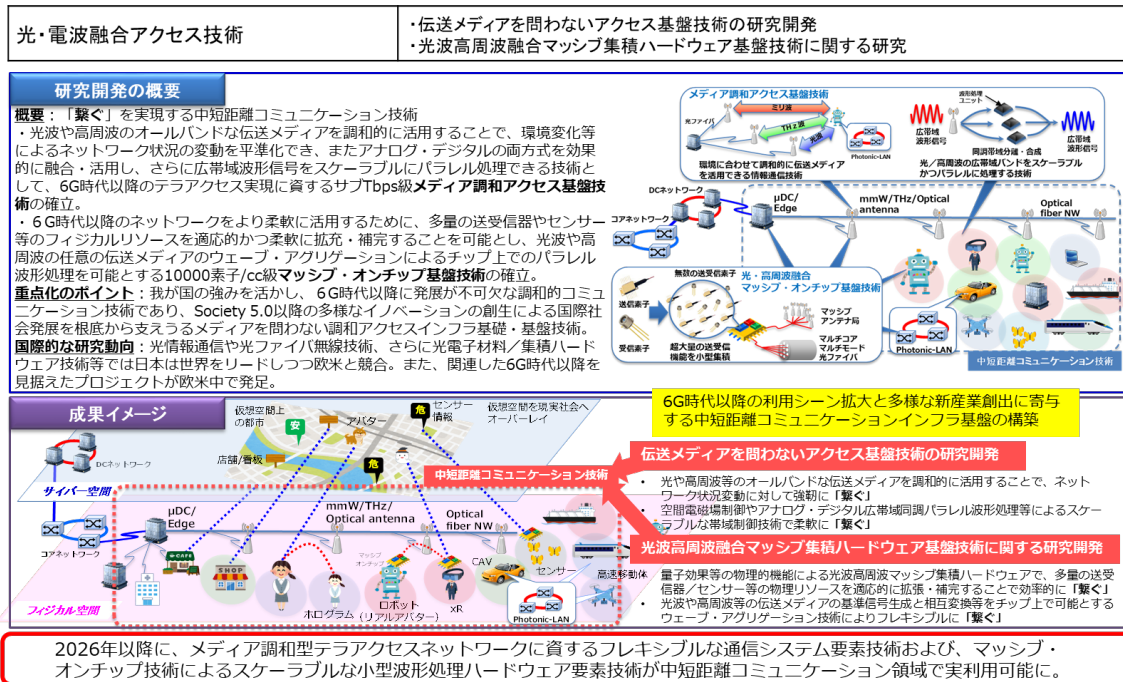 光・電波融合アクセス技術
・伝送メディアを問わないアクセス基盤技術の研究開発
・光波高周波融合マッシブ集積ハードウェア基盤技術に関する研究
研究開発の概要
概要：「繋ぐ」を実現する中短距離コミュニケーション技術
・光波や高周波のオールバンドな伝送メディアを調和的に活用することで、環境変化等
によるネットワーク状況の変動を平準化でき、またアナログ・デジタルの両方式を効果
的に融合・活用し、さらに広帯域波形信号をスケーラブルにパラレル処理できる技術と
して、6G時代以降のテラアクセス実現に資するサブTbps級メディア調和アクセス基盤技
術の確立。
・６G時代以降のネットワークをより柔軟に活用するために、多量の送受信器やセンサー
等のフィジカルリソースを適応的かつ柔軟に拡充・補完することを可能とし、光波や高
周波の任意の伝送メディアのウェーブ・アグリゲーションによるチップ上でのパラレル
波形処理を可能とする10000素子/cc級マッシブ・オンチップ基盤技術の確立。
重点化のポイント：我が国の強みを活かし、６G時代以降に発展が不可欠な調和的コミュ
ニケーション技術であり、Society 5.0以降の多様なイノベーションの創生による国際社
会発展を根底から支えうるメディアを問わない調和アクセスインフラ基礎・基盤技術。
国際的な研究動向：光情報通信や光ファイバ無線技術、さらに光電子材料／集積ハード
ウェア技術等では日本は世界をリードしつつ欧米と競合。また、関連した6G時代以降を
見据えたプロジェクトが欧米中で発足。
メディア調和アクセス基盤技術
ミリ波
光ファイバ
THz波
光波
Photonic-LAN
環境に合わせて調和的に伝送メディア
を活用できる情報通信技術
波形処理
ユニット
広帯域
波形信号
広帯域
波形信号
同調帯域分離・合成
光／高周波の広帯域バンドをスケーラブル
かつパラレルに処理する技術
DCネットワーク
コアネットワーク
μDC/
Edge
mmW/THz/Optical
antenna
Optical
fiber NW
無数の送受信素子
光・高周波融合
マッシブ・オンチップ基盤技術
送信素子
受信素子
超大量の送受信
機能を小型集積
マッシブ
アンテナ局
マルチコア
マルチモード
光ファイバ
Photonic-LAN
中短距離コミュニケーション技術
成果イメージ
仮想空間上
の都市
安
アバター
危
センサー
情報
仮想空間を現実社会へ
オーバーレイ
店舗/看板
危
DCネットワーク
サイバー空間
中短距離コミュニケーション技術
μDC/
Edge
mmW/THz/
Optical antenna
Optical
fiber NW
コアネットワーク
CAFE
SHOP
マッシブ
オンチップ
CAV
センサー
高速移動体
ホログラム
ロボット
（リアルアバター）
xR
Photonic-LAN
フィジカル空間
6G時代以降の利用シーン拡大と多様な新産業創出に寄与
する中短距離コミュニケーションインフラ基盤の構築
伝送メディアを問わないアクセス基盤技術の研究開発
• 光や高周波等のオールバンドな伝送メディアを調和的に活用することで、ネット
ワーク状況変動に対して強靭に「繋ぐ」
• 空間電磁場制御やアナログ・デジタル広帯域同調パラレル波形処理等によるスケー
ラブルな帯域制御技術で柔軟に「繋ぐ」
光波高周波融合マッシブ集積ハードウェア基盤技術に関する研究開発
• 量子効果等の物理的機能による光波高周波マッシブ集積ハードウェアで、多量の送受
信器/センサー等の物理リソースを適応的に拡張・補充することで効率的に「繋ぐ」
• 光波や高周波等の伝送メディアの基準信号生成と相互変換等をチップ上で可能とする
ウェーブ・アグリゲーション技術によりフレキシブルに「繋ぐ」
2026年以降に、メディア調和型テラアクセスネットワークに資するフレキシブルな通信システム要素技術および、マッシブ・
オンチップ技術によるスケーラブルな小型波形処理ハードウェア要素技術が中短距離コミュニケーション領域で実利用可能に。